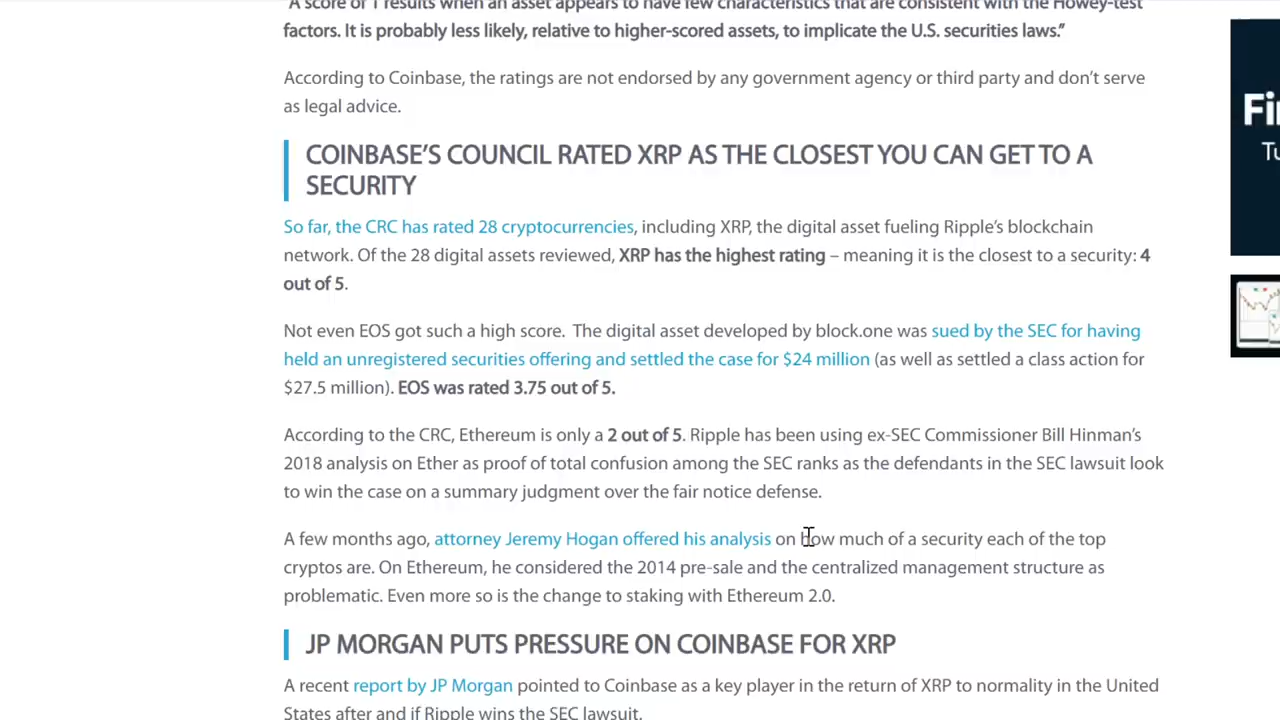 "A score of 1 results when an asset appears to have few characteristics that are consistent with the Howey-test
factors. It is probably less likely, relative to higher-scored assets, to implicate the U.S. securities laws.”
According to Coinbase, the ratings are not endorsed by any government agency or third party and don’t serve
as legal advice.
COINBASE’S COUNCIL RATED XRP AS THE CLOSEST YOU CAN GET TO A
SECURITY
So far, the CRC has rated 28 cryptocurrencies, including XRP, the digital asset fueling Ripple’s blockchain
network. Of the 28 digital assets reviewed, XRP has the highest rating – meaning it is the closest to a security: 4
out of 5.
Not even EOS got such a high score. The digital asset developed by block.one was sued by the SEC for having
held an unregistered securities offering and settled the case for $24 million (as well as settled a class action for
$27.5 million). EOS was rated 3.75 out of 5.
According to the CRC, Ethereum is only a 2 out of 5. Ripple has been using ex-SEC Commissioner Bill Hinman’s
2018 analysis on Ether as proof of total confusion among the SEC ranks as the defendants in the SEC lawsuit look
to win the case on a summary judgment over the fair notice defense.
A few months ago, attorney Jeremy Hogan offered his analysis on how much of a security each of the top
cryptos are. On Ethereum, he considered the 2014 pre-sale and the centralized management structure as
problematic. Even more so is the change to staking with Ethereum 2.0.
JP MORGAN PUTS PRESSURE ON COINBASE FOR XRP
A recent report by JP Morgan pointed to Coinbase as a key player in the return of XRP to normality in the United
States after and if Ripple wins the SEC lawsuit.
Fi
Tu